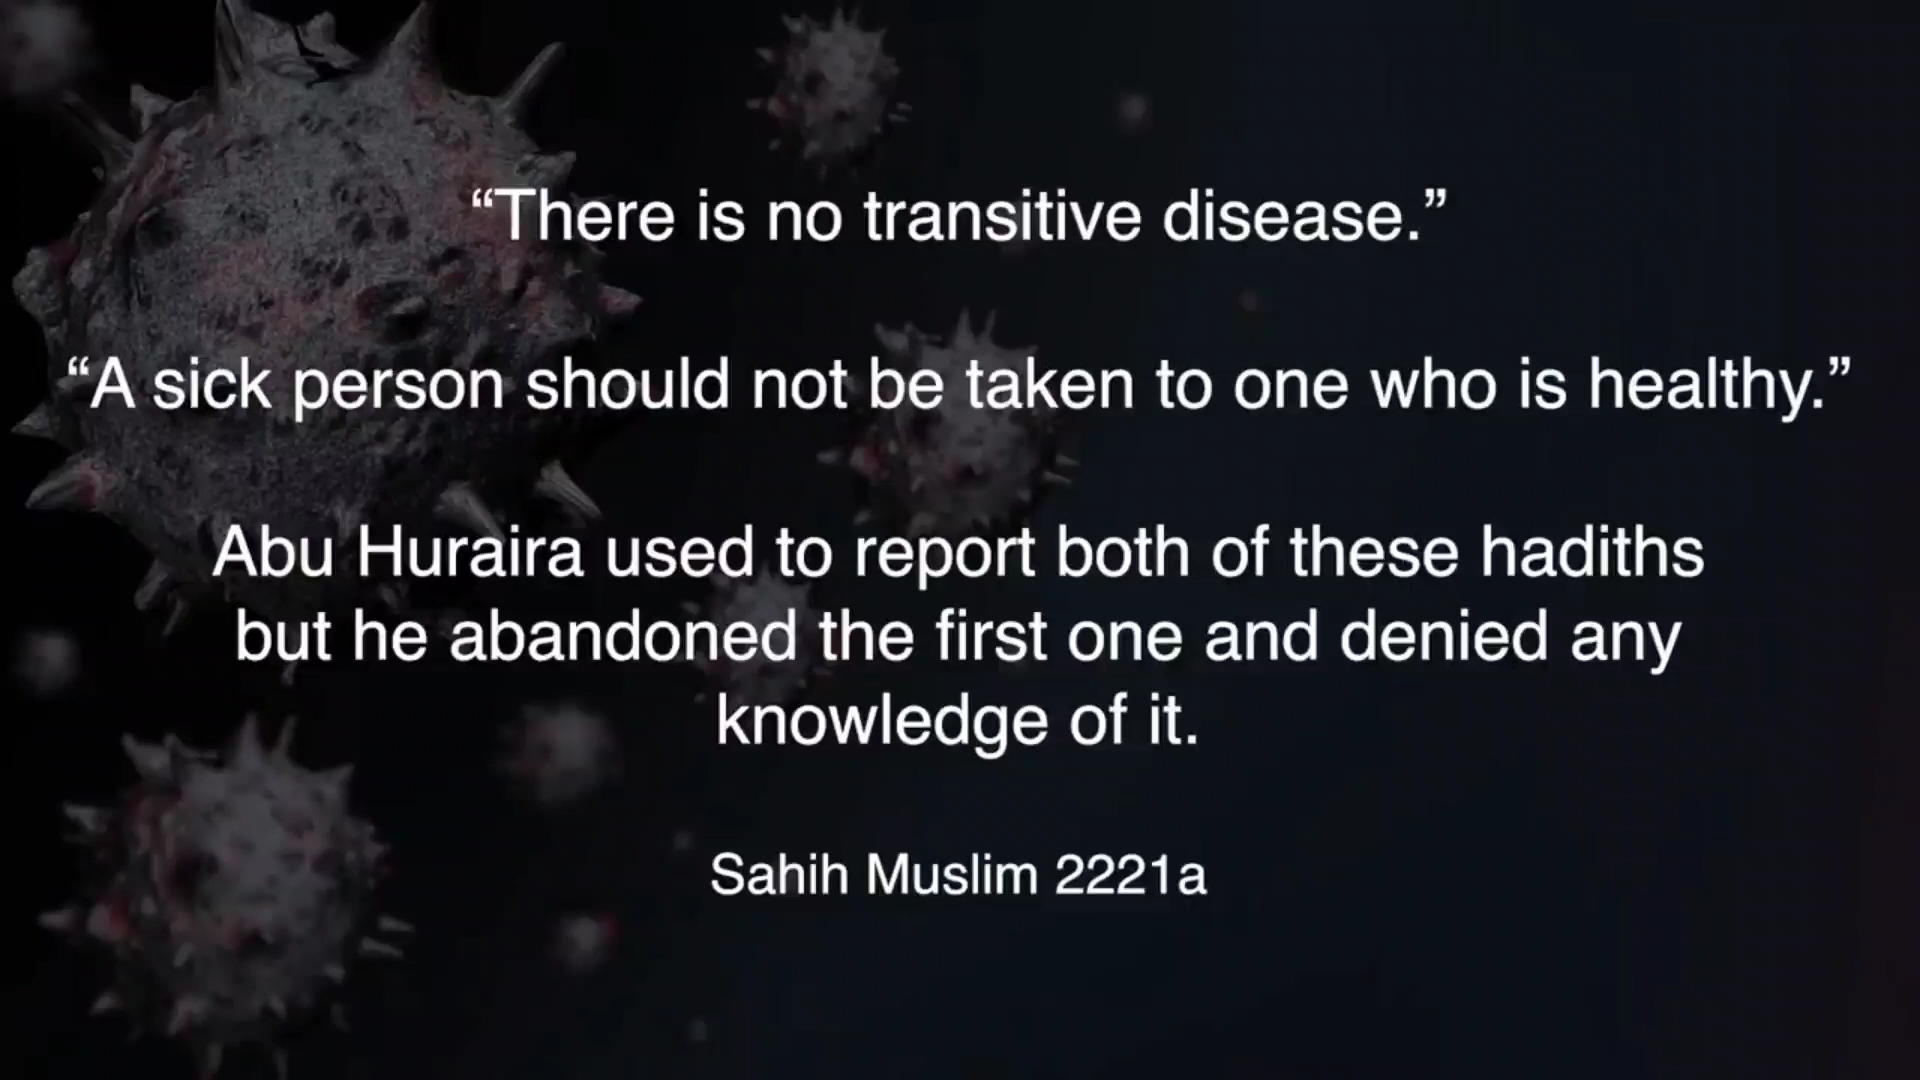 “There is no transitive disease.”
“A sick person should not be taken to one who is healthy.”
Abu Huraira used to report both of these hadiths
but he abandoned the first one and denied any
knowledge of it.
Sahih Muslim 2221a